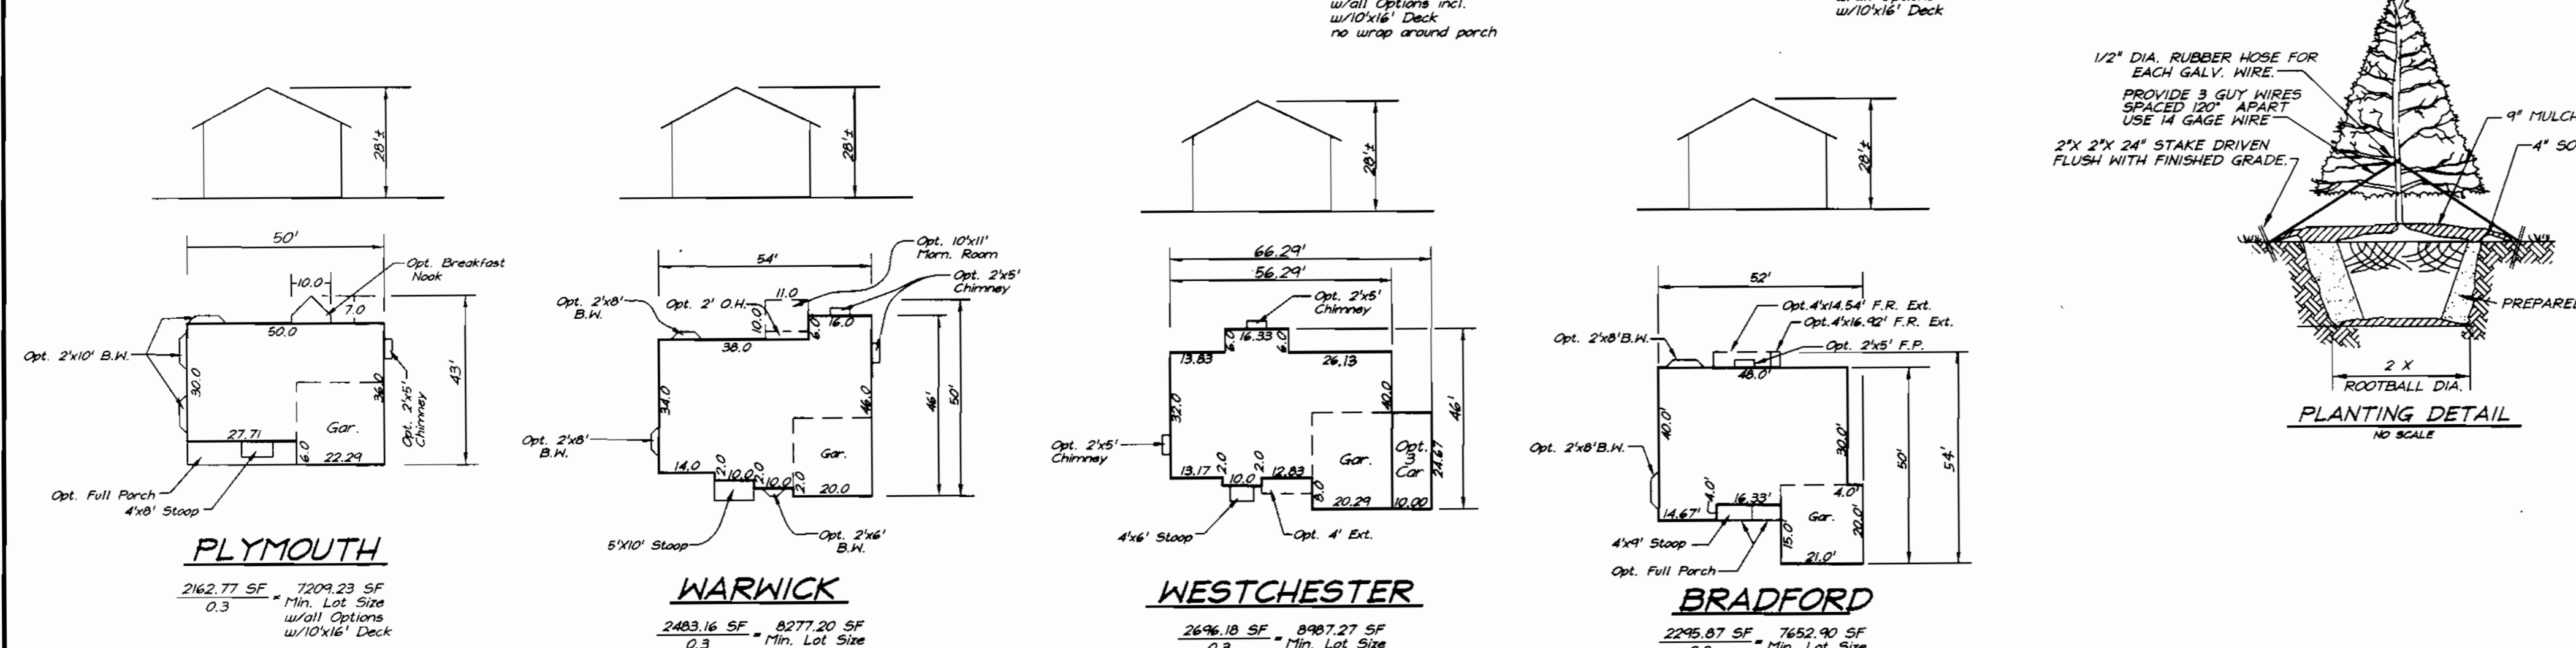 w/all Options incl.
w/10'x16' Deck
no wrap around porch
w/10'x16' Deck
28'±
50'
10.0
Opt. Breakfast
Nook
7.0
50.0
Opt. 2'x10' B.W.
30.0
36.0
43'
Opt. 2'x5'
Chimney
27.71
6.0
Gar.
22.29
Opt. Full Porch
4'x8' Stoop
PLYMOUTH
2162.77 SF = 7209.23 SF
0.3
Min. Lot Size
w/all Options
w/10'x16' Deck
28'±
54'
Opt. 10'x11'
Morn. Room
Opt. 2'x5'
Chimney
Opt. 2'x8'
B.W.
Opt. 2' O.H.
11.0
10.0
6.0
16.0
38.0
34.0
46.0
46'
50'
Opt. 2'x8'
B.W.
14.0
2.0
10.0
2.0
10.0
2.0
Gar.
20.0
5'X10' Stoop
Opt. 2'x6'
B.W.
WARWICK
2483.16 SF = 8277.20 SF
0.3
Min. Lot Size
28'±
66.29'
56.29'
Opt. 2'x5'
Chimney
6.0
16.33
6.0
13.83
26.13
32.0
40.0
46'
Opt. 2'x5'
Chimney
13.17
2.0
10.0
2.0
12.83
8.0
Gar.
20.29
Opt.
3
Car
24.67
10.00
4'x6' Stoop
Opt. 4' Ext.
WESTCHESTER
2696.18 SF = 8987.27 SF
0.3
Min. Lot Size
28'±
52'
Opt.4'x14.54' F.R. Ext.
Opt.4'x16.92' F.R. Ext.
Opt. 2'x8'B.W.
Opt. 2'x5' F.P.
48.0'
40.0'
30.0'
50'
54'
Opt. 2'x8'B.W.
14.67'
4.0'
16.33'
4.0'
15.0'
Gar.
20.0'
21.0'
4'x9' Stoop
Opt. Full Porch
BRADFORD
2295.87 SF = 7652.90 SF
Min. Lot Size
1/2" DIA. RUBBER HOSE FOR
EACH GALV. WIRE.
PROVIDE 3 GUY WIRES
SPACED 120° APART
USE 14 GAGE WIRE
2"X 2"X 24" STAKE DRIVEN
FLUSH WITH FINISHED GRADE.
9" MULCH
4" SO
PREPARE
2 X
ROOTBALL DIA.
PLANTING DETAIL
NO SCALE